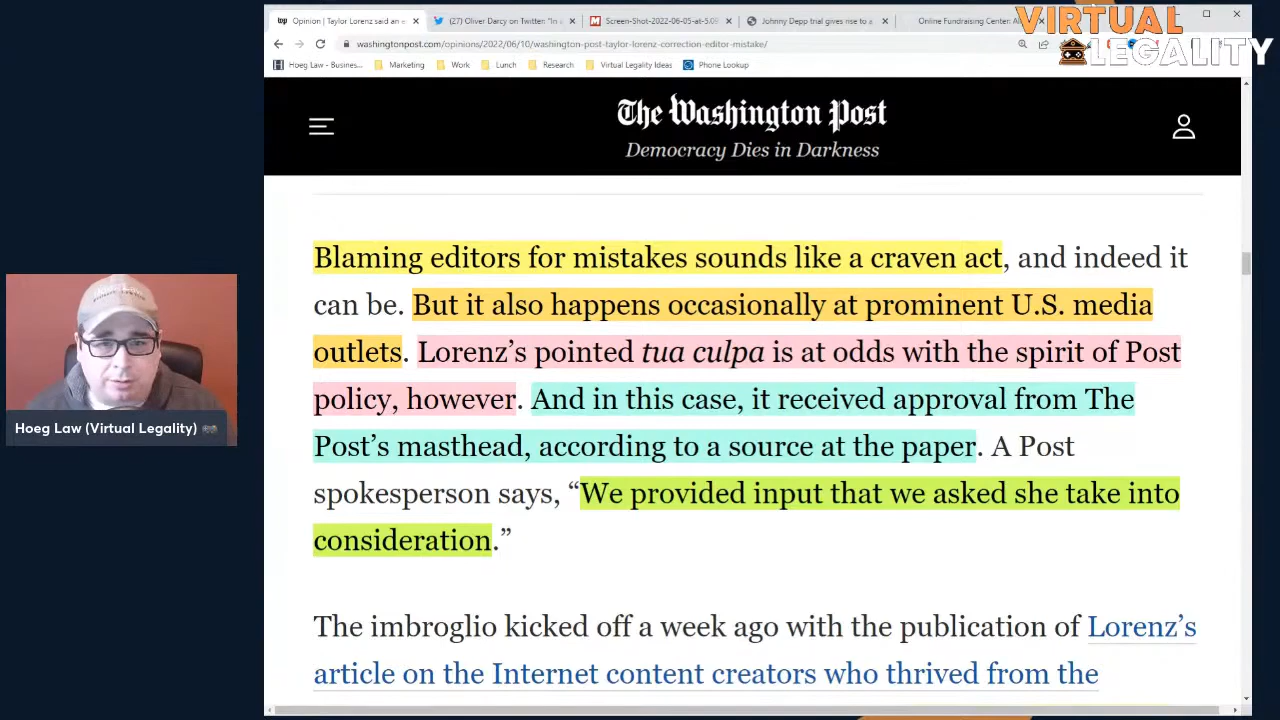 Opinion | Taylor Lorenz said an e
(27) Oliver Darcy on Twitter: "In a
Screen-Shot-2022-06-05-at-5.08
Johnny Depp trial gives rise to a
Online Fundraising Center: Al
VIRTUAL
LEGALITY
washingtonpost.com/opinions/2022/06/10/washington-post-taylor-lorenz-correction-editor-mistake/
Hoeg Law - Busines...
Marketing
Work
Lunch
Research
Virtual Legality Ideas
Phone Lookup
The Washington Post
Democracy Dies in Darkness
Blaming editors for mistakes sounds like a craven act, and indeed it
can be. But it also happens occasionally at prominent U.S. media
outlets. Lorenz’s pointed tua culpa is at odds with the spirit of Post
policy, however. And in this case, it received approval from The
Post’s masthead, according to a source at the paper. A Post
spokesperson says, “We provided input that we asked she take into
consideration.”
The imbroglio kicked off a week ago with the publication of Lorenz’s
article on the Internet content creators who thrived from the
Hoeg Law (Virtual Legality)